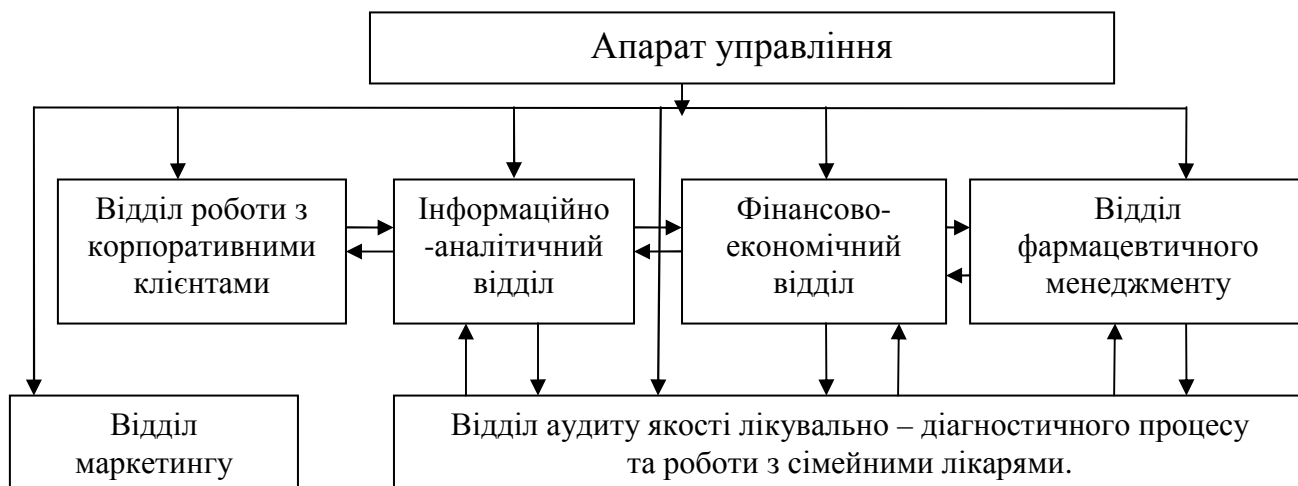 Апарат управління
Відділ роботи з
корпоративними
клієнтами
Інформаційно
-аналітичний
відділ
Фінансово-
економічний
відділ
Відділ
фармацевтичного
менеджменту
Відділ
маркетингу
Відділ аудиту якості лікувально – діагностичного процесу
та роботи з сімейними лікарями.